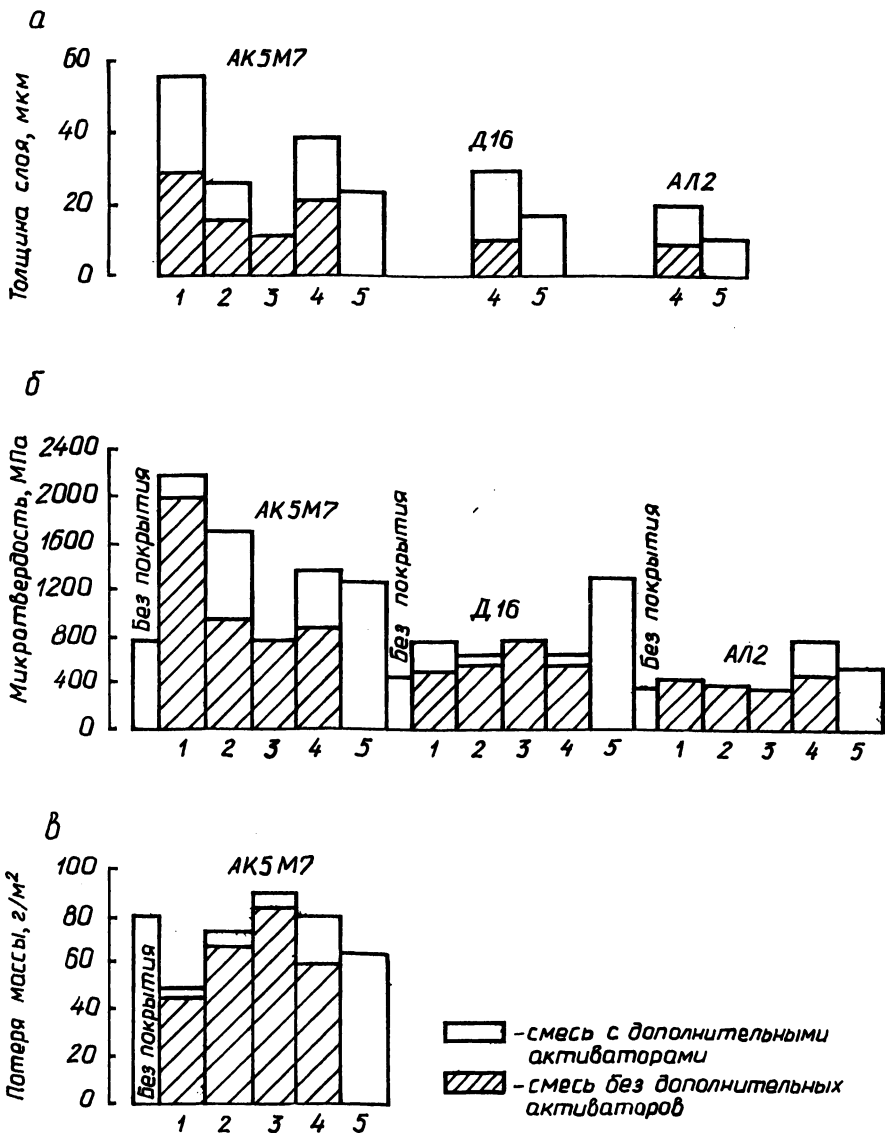 а
Толщина слоя, мкм
60
40
20
0
АК5М7
Д16
АЛ2
1 2 3 4 5 4 5 4 5
б
Микротвердость, МПа
2400
2000
1600
1200
800
400
0
Без покрытия
АК5М7
Без покрытия
Д16
Без покрытия
АЛ2
1 2 3 4 5 1 2 3 4 5 1 2 3 4 5
в
Потеря массы, г/м²
100
80
60
40
20
0
АК5М7
Без покрытия
1 2 3 4 5
-смесь с дополнительными
активаторами
-смесь без дополнительных
активаторов